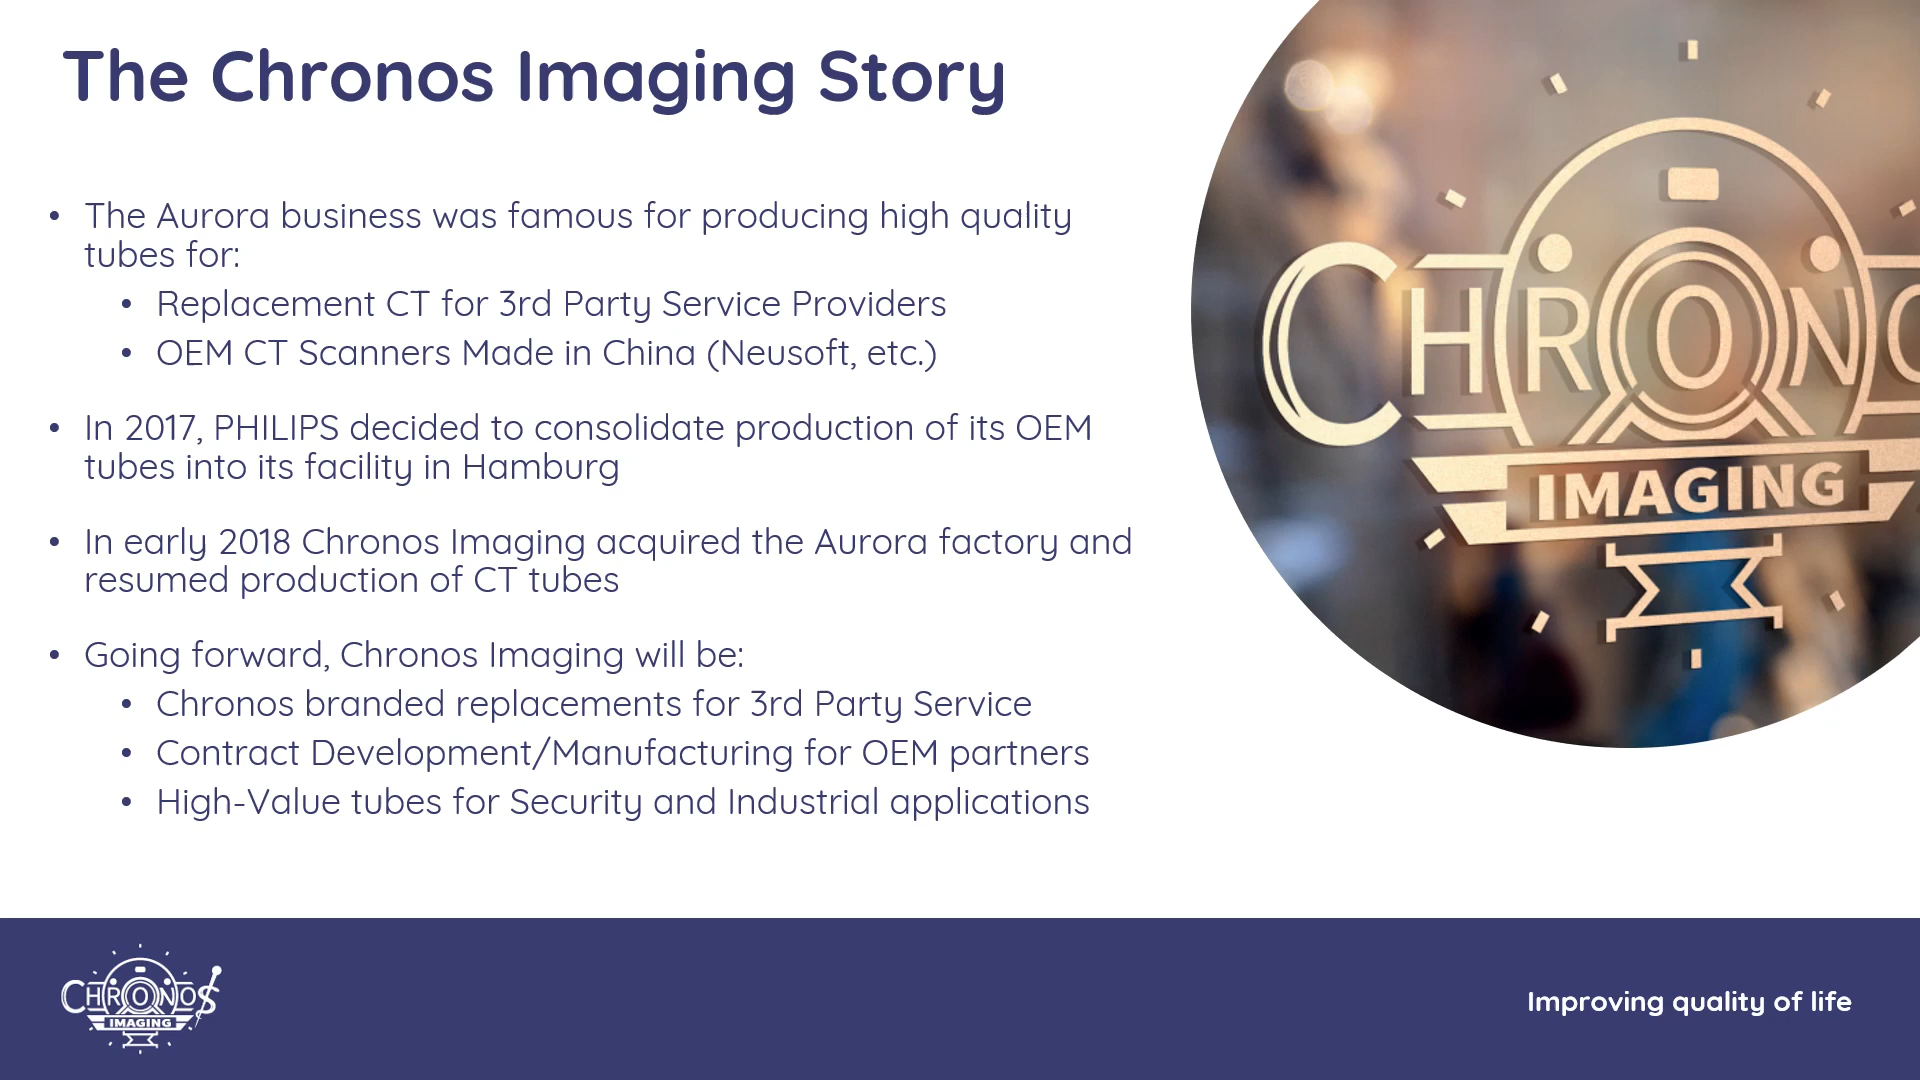 The Chronos Imaging Story
• The Aurora business was famous for producing high quality
tubes for:
• Replacement CT for 3rd Party Service Providers
• OEM CT Scanners Made in China (Neusoft, etc.)
• In 2017, PHILIPS decided to consolidate production of its OEM
tubes into its facility in Hamburg
• In early 2018 Chronos Imaging acquired the Aurora factory and
resumed production of CT tubes
• Going forward, Chronos Imaging will be:
• Chronos branded replacements for 3rd Party Service
• Contract Development/Manufacturing for OEM partners
• High-Value tubes for Security and Industrial applications
CHRONO
IMAGING
CHRONOS
IMAGING
Improving quality of life